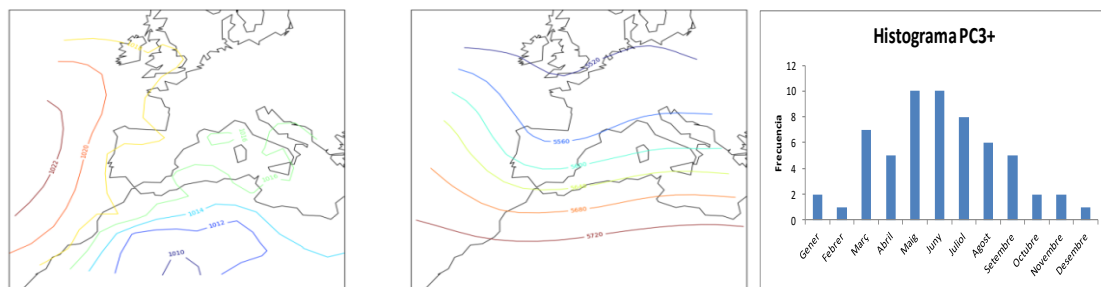 1022
1020
1016
1014
1012
1010
5520
5560
5680
5720
Histograma PC3+
Frecuencia
12
10
8
6
4
2
0
Gener
Febrer
Març
Abril
Maig
Juny
Juliol
Agost
Setembre
Octubre
Novembre
Desembre